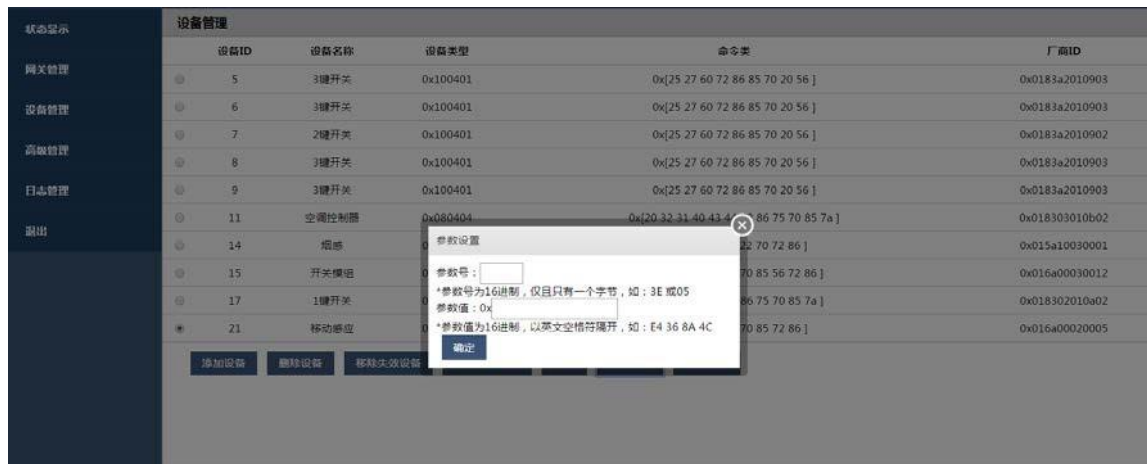 状态显示
网关管理
设备管理
高级管理
日志管理
退出
设备管理
设备ID 设备名称 设备类型 命令类 厂商ID
5 3键开关 0x100401 0x[25 27 60 72 86 85 70 20 56 ] 0x0183a2010903
6 3键开关 0x100401 0x[25 27 60 72 86 85 70 20 56 ] 0x0183a2010903
7 2键开关 0x100401 0x[25 27 60 72 86 85 70 20 56 ] 0x0183a2010902
8 3键开关 0x100401 0x[25 27 60 72 86 85 70 20 56 ] 0x0183a2010903
9 3键开关 0x100401 0x[25 27 60 72 86 85 70 20 56 ] 0x0183a2010903
11 空调控制器 0x080404 0x[20 32 31 40 43 86 75 70 85 7a ] 0x018303010b02
14 烟感 22 70 72 86 ] 0x015a10030001
15 开关模组 70 85 56 72 86 ] 0x016a00030012
17 1键开关 86 75 70 85 7a ] 0x018302010a02
21 移动感应 70 85 72 86 ] 0x016a00020005
添加设备 删除设备 移除失效设备
参数设置
参数号：
*参数号为16进制，仅且只有一个字节，如：3E 或05
参数值：0x
*参数值为16进制，以英文空格符隔开，如：E4 36 8A 4C
确定